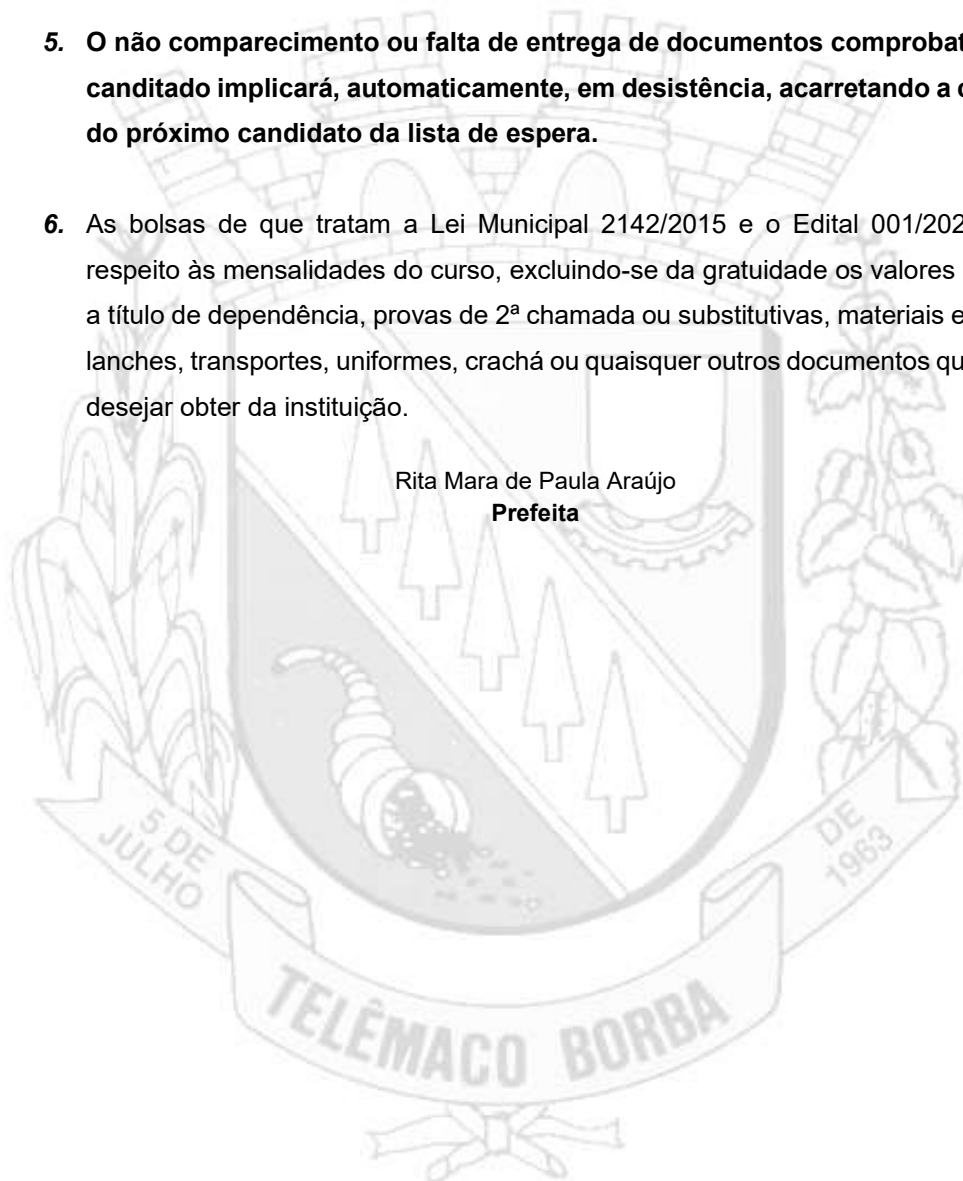 5. O não comparecimento ou falta de entrega de documentos
canditado implicará, automaticamente, em desistência, acarretando a
do próximo candidato da lista de espera.
6. As bolsas de que tratam a Lei Municipal 2142/2015 e o Edital
respeito às mensalidades do curso, excluindo-se da gratuidade os valores
a título de dependência, provas de 2ª chamada ou substitutivas, materiais
lanches, transportes, uniformes, crachá ou quaisquer outros documentos
desejar obter da instituição.
Rita Mara de Paula Araújo
Prefeita
5 DE
JULHO
DE
1963
TELÊMACO BORBA